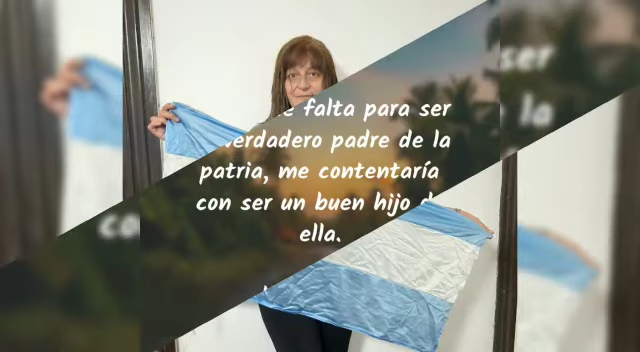 falta para ser
verdadero padre de la
patria, me contentaría
con ser un buen hijo
ella.